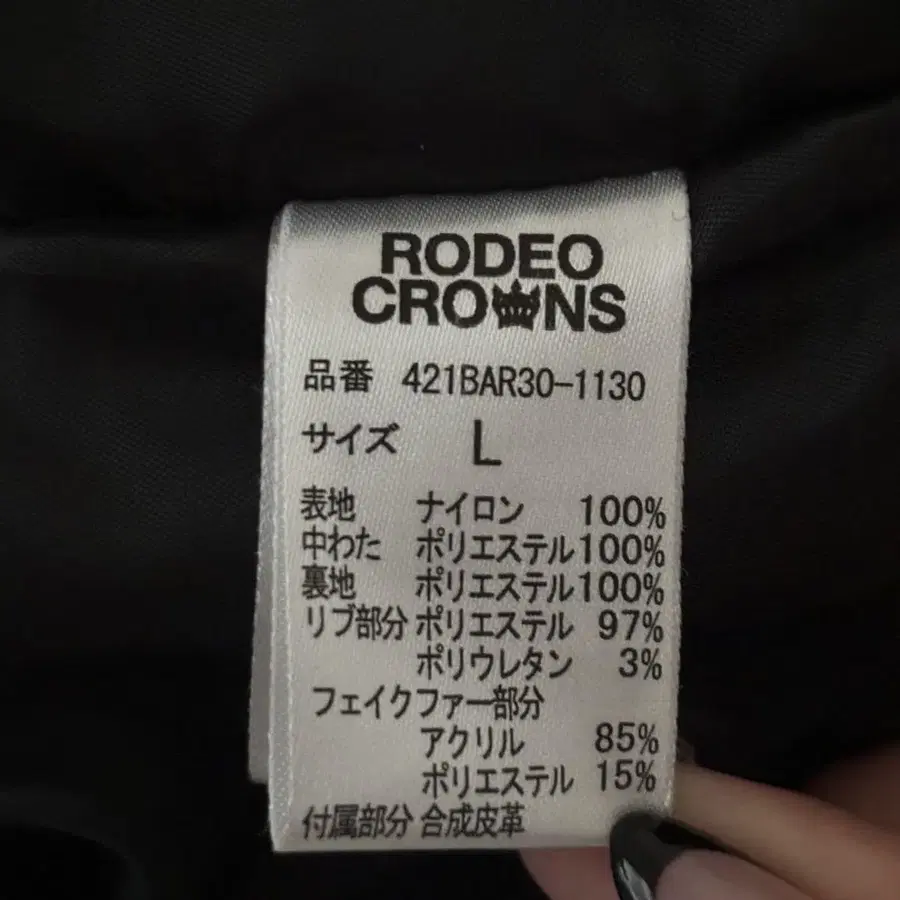 RODEO
CROWNS
品番 421BAR30-1130
サイズ L
表地 ナイロン 100%
中わた ポリエステル100%
裏地 ポリエステル100%
リブ部分 ポリエステル 97%
ポリウレタン 3%
フェイクファー部分
アクリル 85%
ポリエステル 15%
付属部分 合成皮革